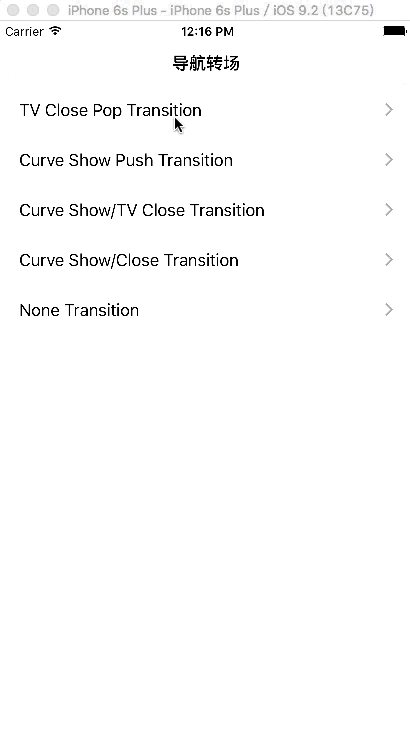 iPhone 6s Plus - iPhone 6s Plus / iOS 9.2 (13C75)
Carrier 12:16 PM
导航转场
TV Close Pop Transition
Curve Show Push Transition
Curve Show/TV Close Transition
Curve Show/Close Transition
None Transition